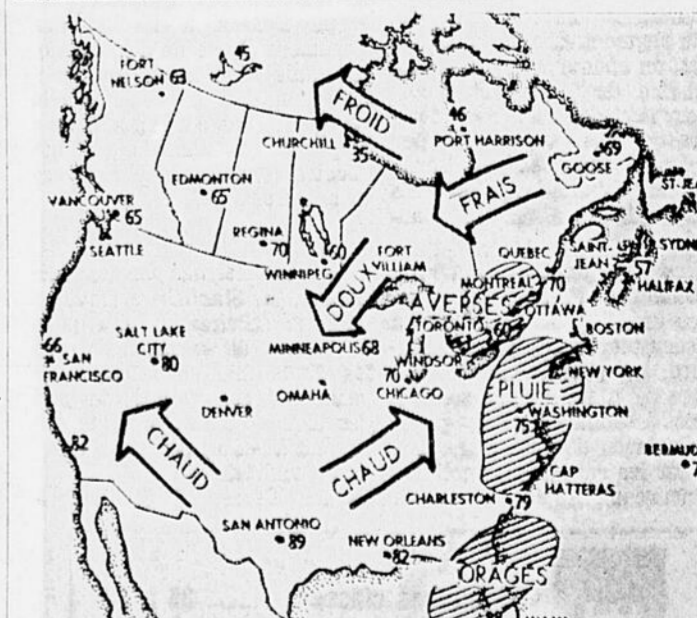 45
FORT
NELSON 63
FROID
46
CHURCHILL
35
PORT HARRISON
69
GOOSE
EDMONTON
65
FRAIS
VANCOUVER
65
SEATTLE
REGINA
70
60
WINNIPEG
FORT
WILLIAM
DOUX
QUEBEC
SAINT-
JEAN
57
HALIFAX
MONTREAL
70
AVERSES
OTTAWA
TORONTO
60
BOSTON
66
SAN
FRANCISCO
SALT LAKE
CITY
80
MINNEAPOLIS 68
WINDSOR
70
CHICAGO
NEW YORK
PLUIE
DENVER
OMAHA
WASHINGTON
75
82
CHAUD
CHAUD
CAP
HATTERAS
CHARLESTON
79
SAN ANTONIO
89
NEW ORLEANS
82
ORAGES